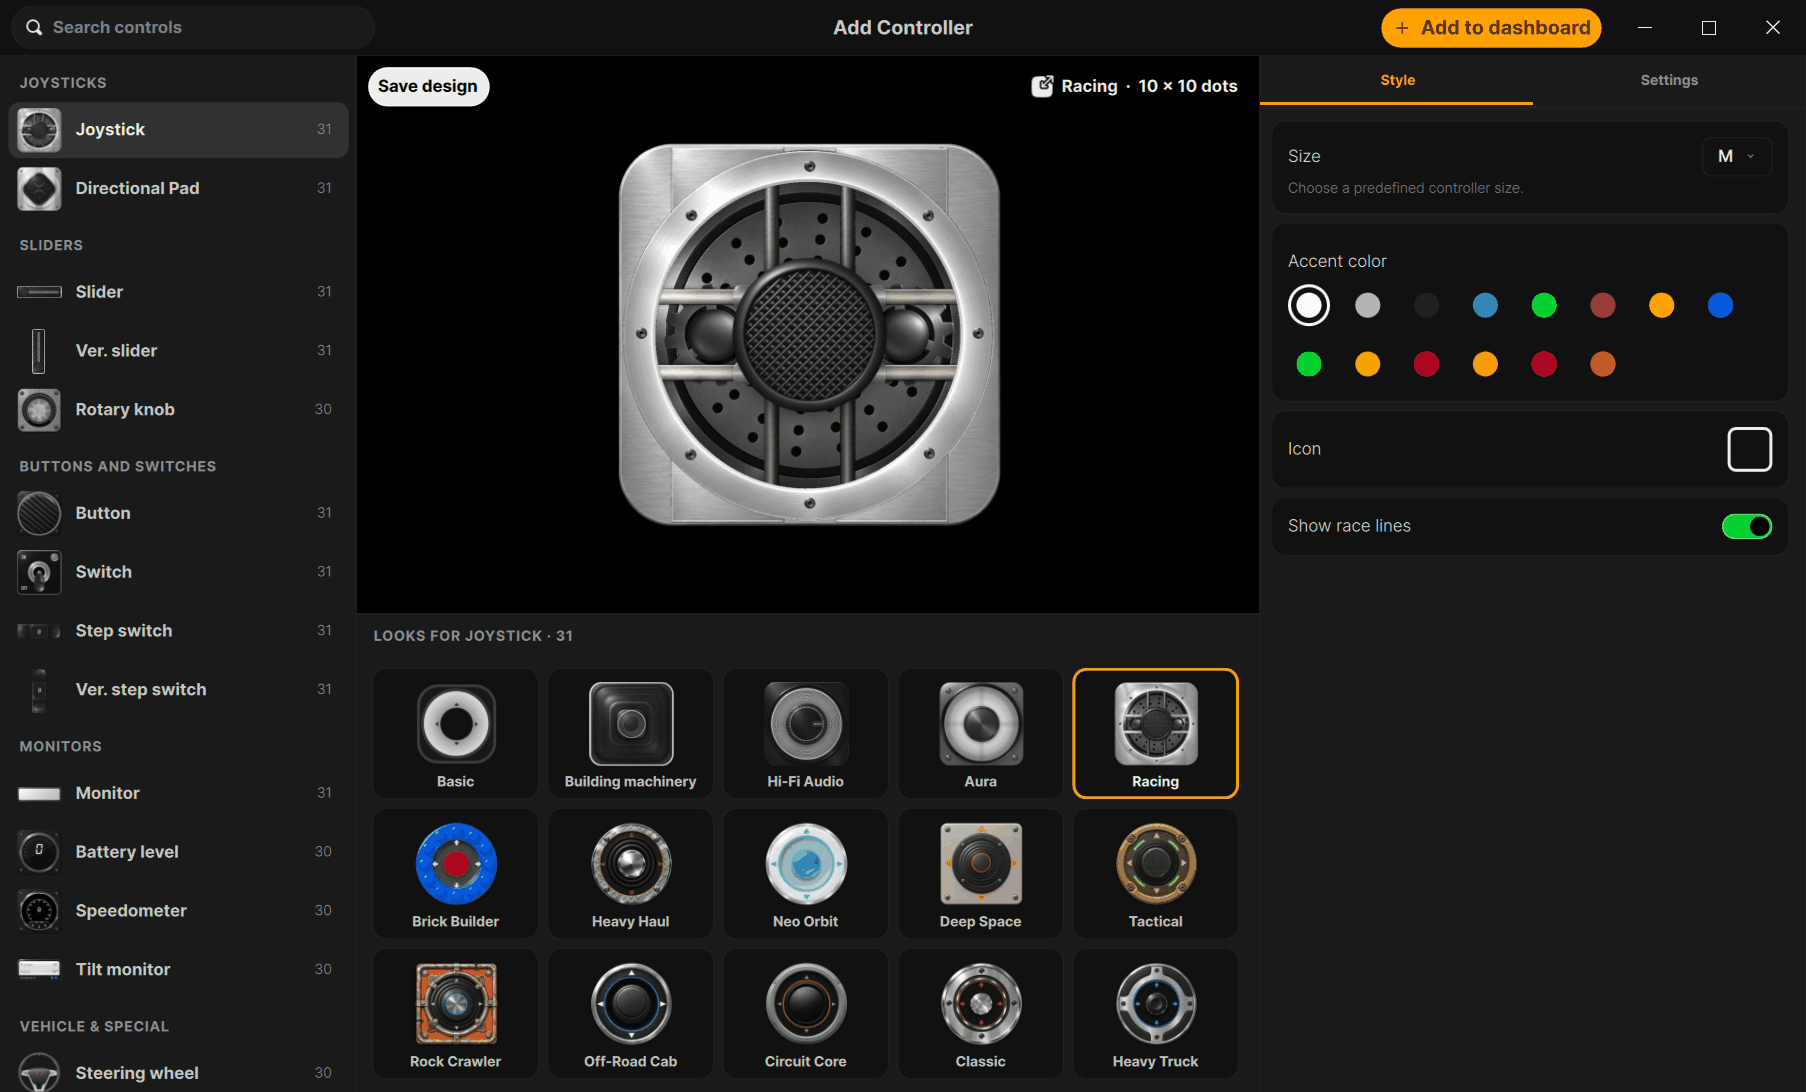 Search controls
Add Controller
+ Add to dashboard
JOYSTICKS
Joystick 31
Directional Pad 31
SLIDERS
Slider 31
Ver. slider 31
Rotary knob 30
BUTTONS AND SWITCHES
Button 31
Switch 31
Step switch 31
Ver. step switch 31
MONITORS
Monitor 31
Battery level 30
Speedometer 30
Tilt monitor 30
VEHICLE & SPECIAL
Steering wheel 30
Save design
Racing · 10 × 10 dots
LOOKS FOR JOYSTICK · 31
Basic
Building machinery
Hi-Fi Audio
Aura
Racing
Brick Builder
Heavy Haul
Neo Orbit
Deep Space
Tactical
Rock Crawler
Off-Road Cab
Circuit Core
Classic
Heavy Truck
Style
Settings
Size
M
Choose a predefined controller size.
Accent color
Icon
Show race lines